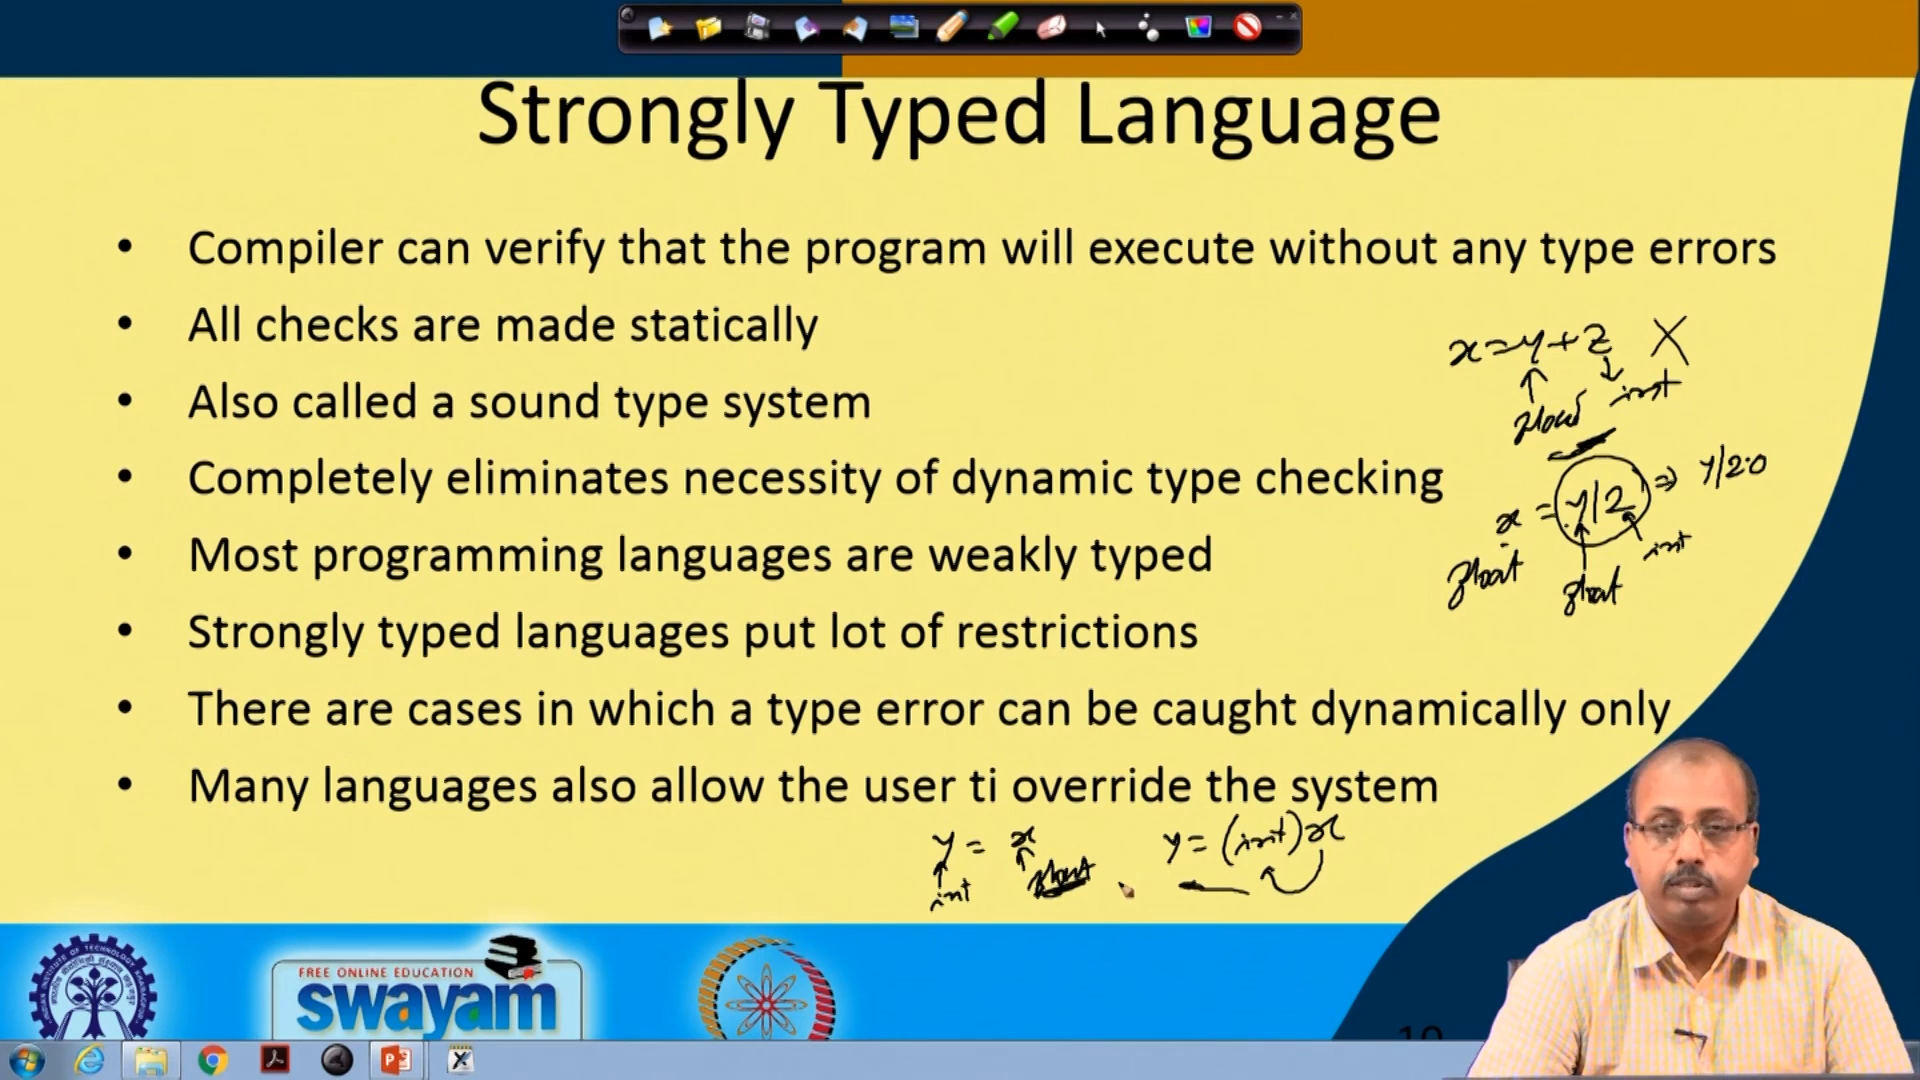 Strongly Typed Language
• Compiler can verify that the program will execute without any type errors
• All checks are made statically
• Also called a sound type system
• Completely eliminates necessity of dynamic type checking
• Most programming languages are weakly typed
• Strongly typed languages put lot of restrictions
• There are cases in which a type error can be caught dynamically only
• Many languages also allow the user ti override the system
x = y + z X
float int
x = y/2 ⇒ y/2.0
float float int
y = x y = (int) x
int float
FREE ONLINE EDUCATION
swayam